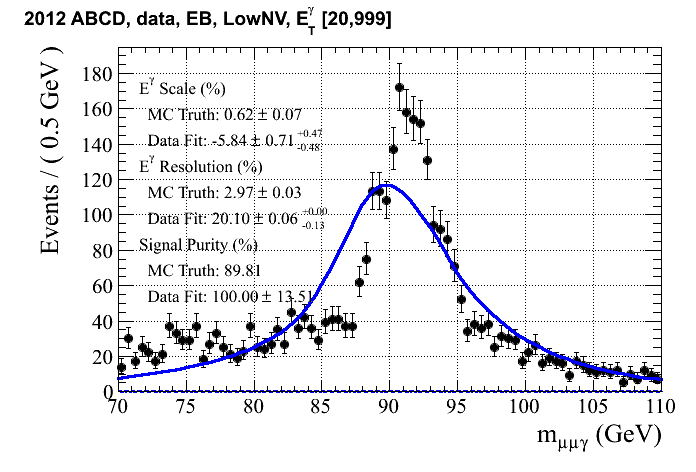 2012 ABCD, data, EB, LowNV, E_T^γ [20,999]
Events / ( 0.5 GeV )
180
160
140
120
100
80
60
40
20
0
E^γ Scale (%)
MC Truth: 0.62 ± 0.07
Data Fit: -5.84 ± 0.71 +0.47 -0.48
E^γ Resolution (%)
MC Truth: 2.97 ± 0.03
Data Fit: 20.10 ± 0.06 +0.00 -0.13
Signal Purity (%)
MC Truth: 89.81
Data Fit: 100.00 ± 13.51
70 75 80 85 90 95 100 105 110
m_μμγ (GeV)